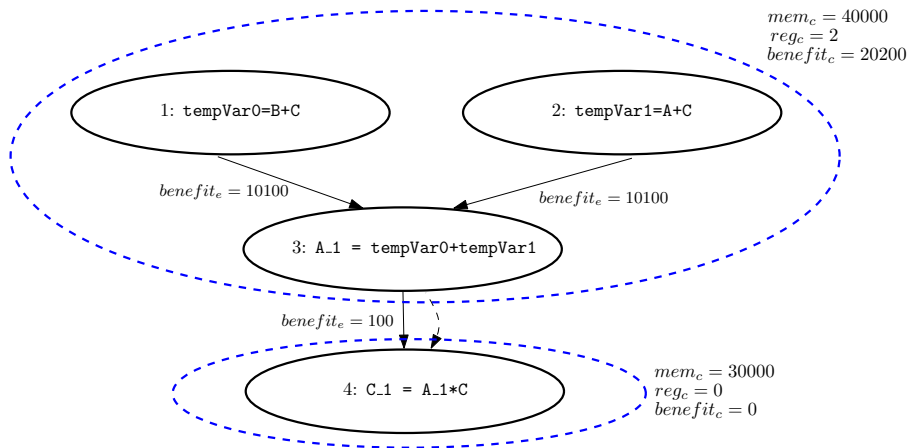 mem_c = 40000
reg_c = 2
benefit_c = 20200
1: tempVar0=B+C
2: tempVar1=A+C
benefit_e = 10100
benefit_e = 10100
3: A_1 = tempVar0+tempVar1
benefit_e = 100
mem_c = 30000
reg_c = 0
benefit_c = 0
4: C_1 = A_1*C